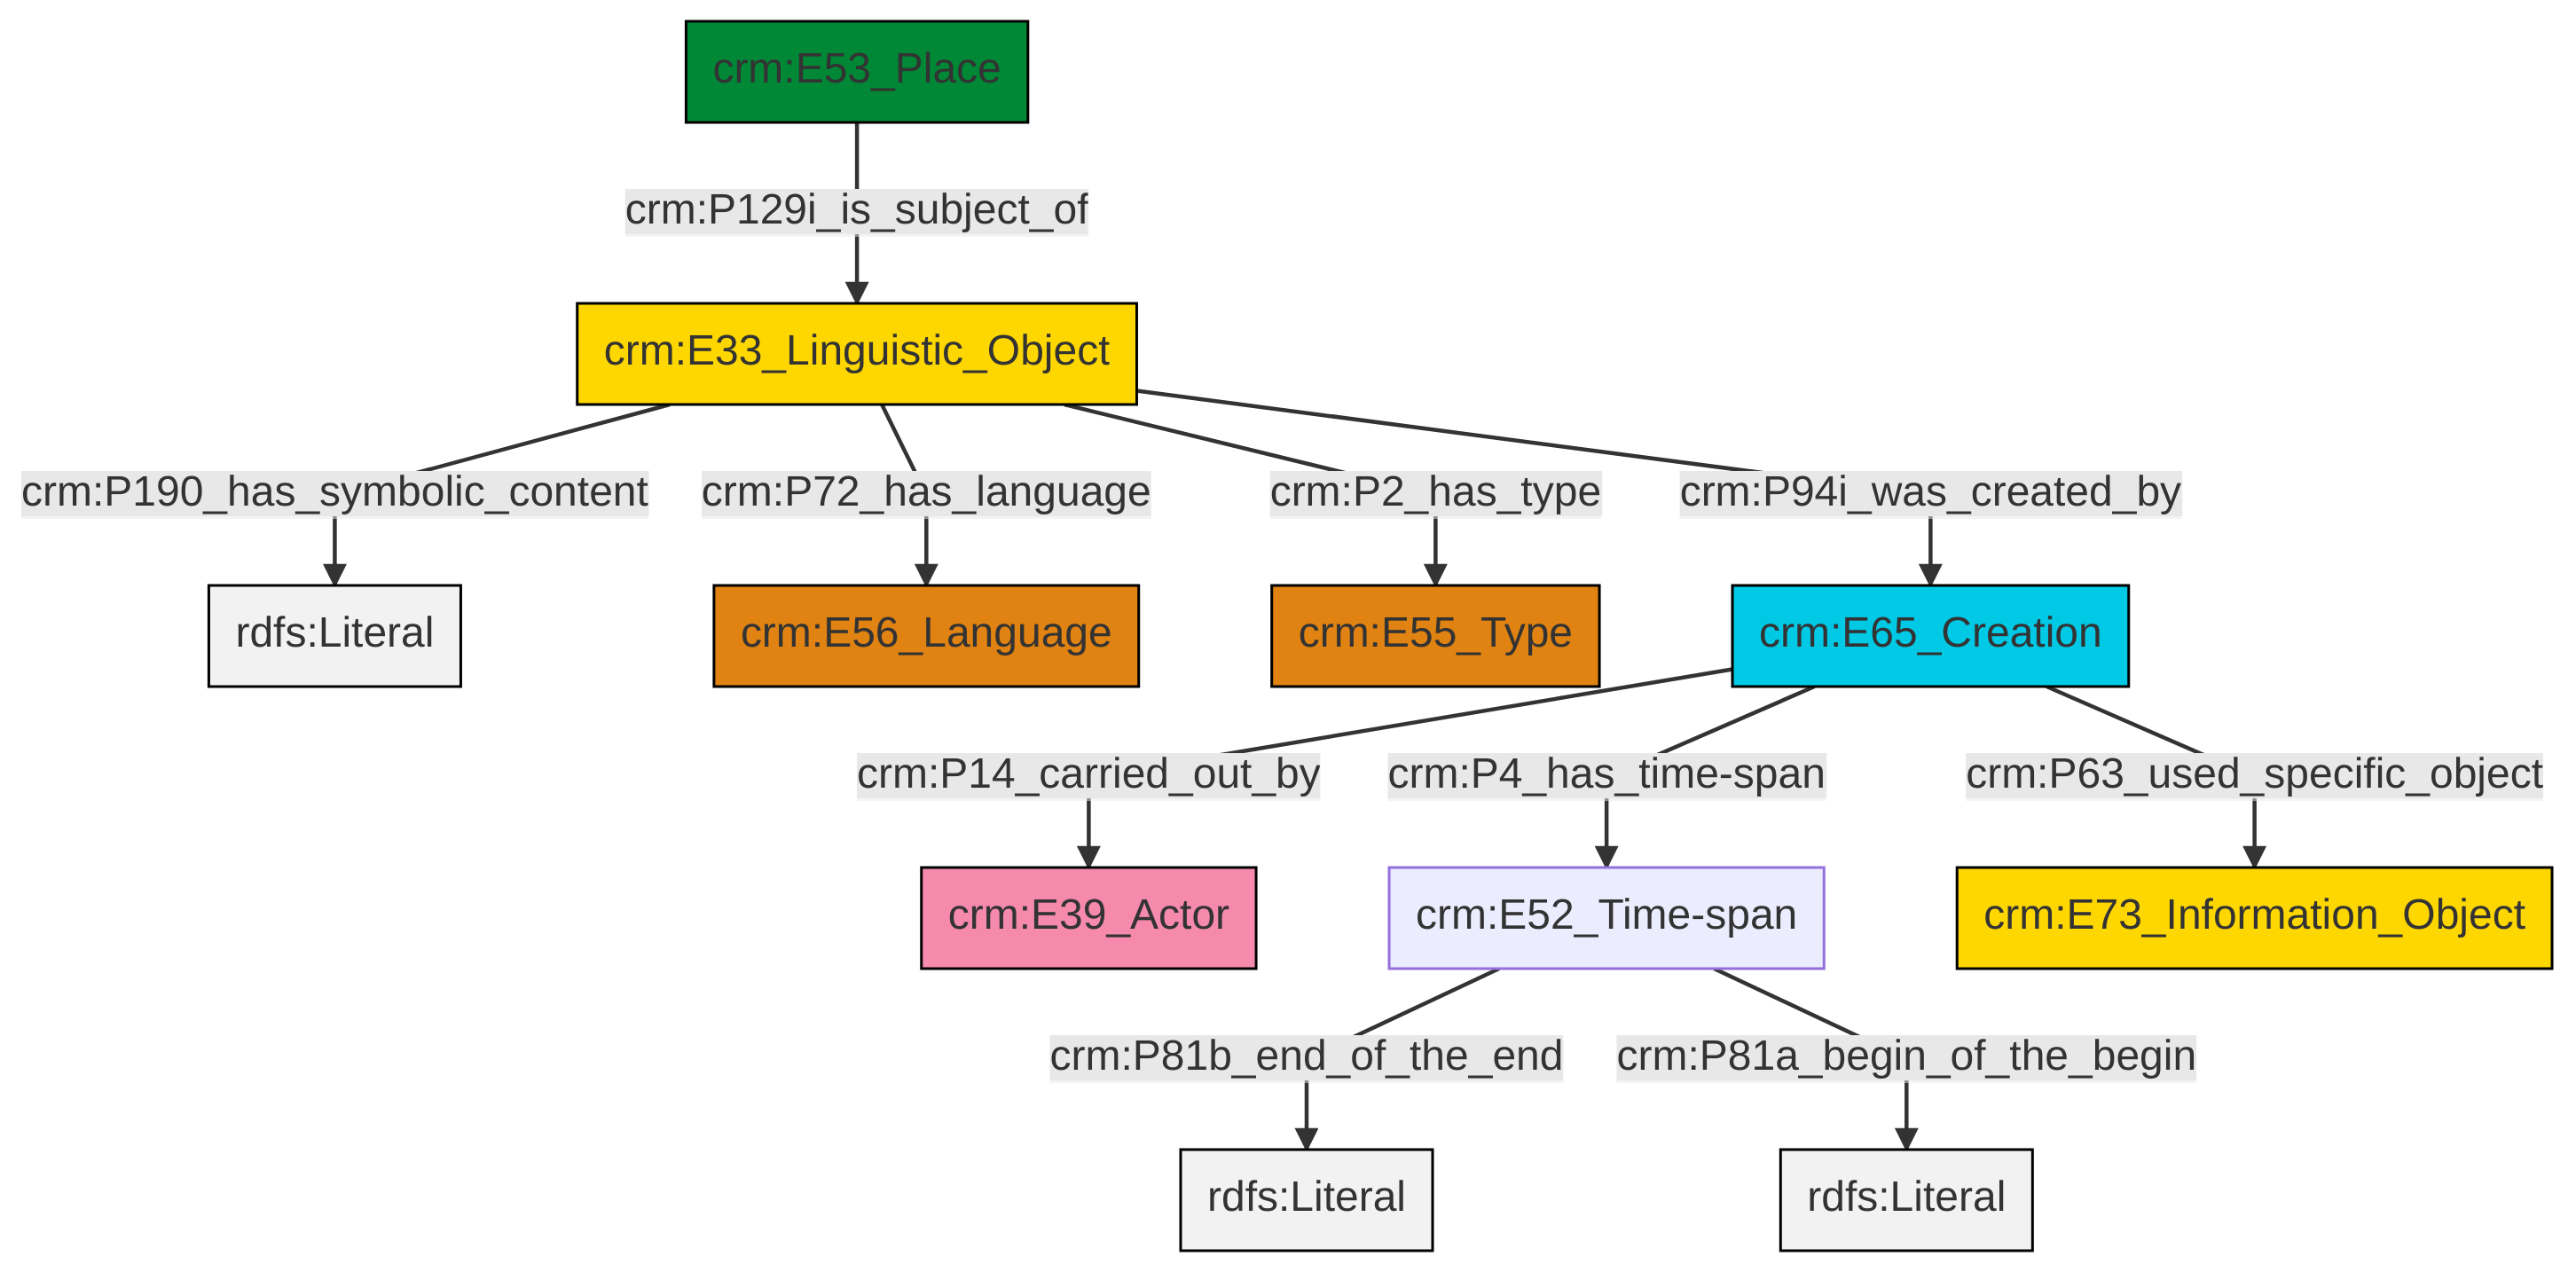 crm:E53_Place
crm:P129i_is_subject_of
crm:E33_Linguistic_Object
crm:P190_has_symbolic_content
crm:P72_has_language
crm:P2_has_type
crm:P94i_was_created_by
rdfs:Literal
crm:E56_Language
crm:E55_Type
crm:E65_Creation
crm:P14_carried_out_by
crm:P4_has_time-span
crm:P63_used_specific_object
crm:E39_Actor
crm:E52_Time-span
crm:E73_Information_Object
crm:P81b_end_of_the_end
crm:P81a_begin_of_the_begin
rdfs:Literal
rdfs:Literal